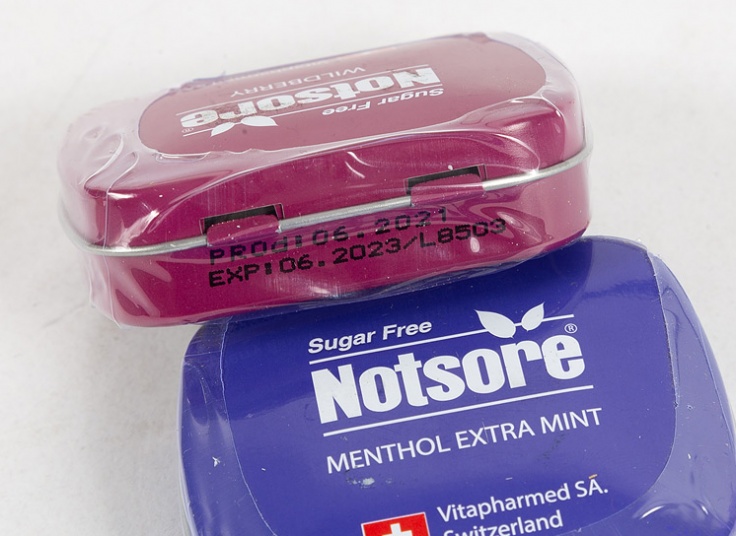 Sugar Free
Notsore®
WILDBERRY
PROd:06.2021
EXP:06.2023/L8503
Sugar Free
Notsore®
MENTHOL EXTRA MINT
Vitapharmed SA.
Switzerland